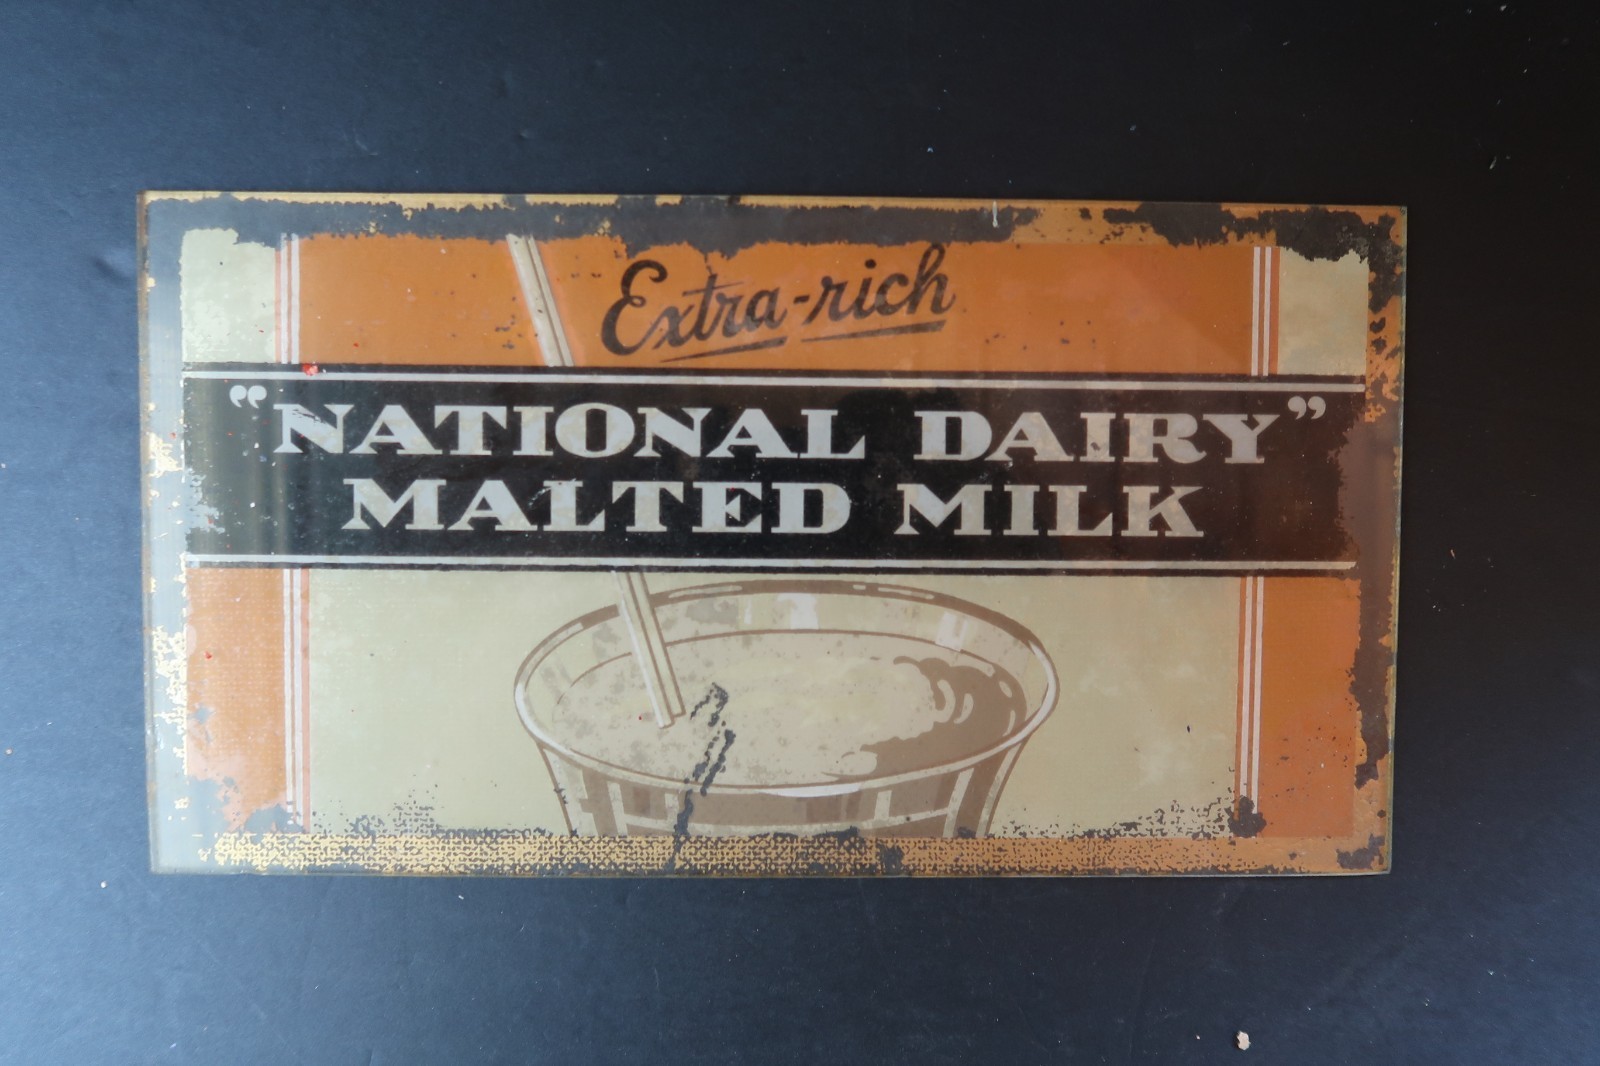 Extra-rich
“NATIONAL DAIRY”
MALTED MILK